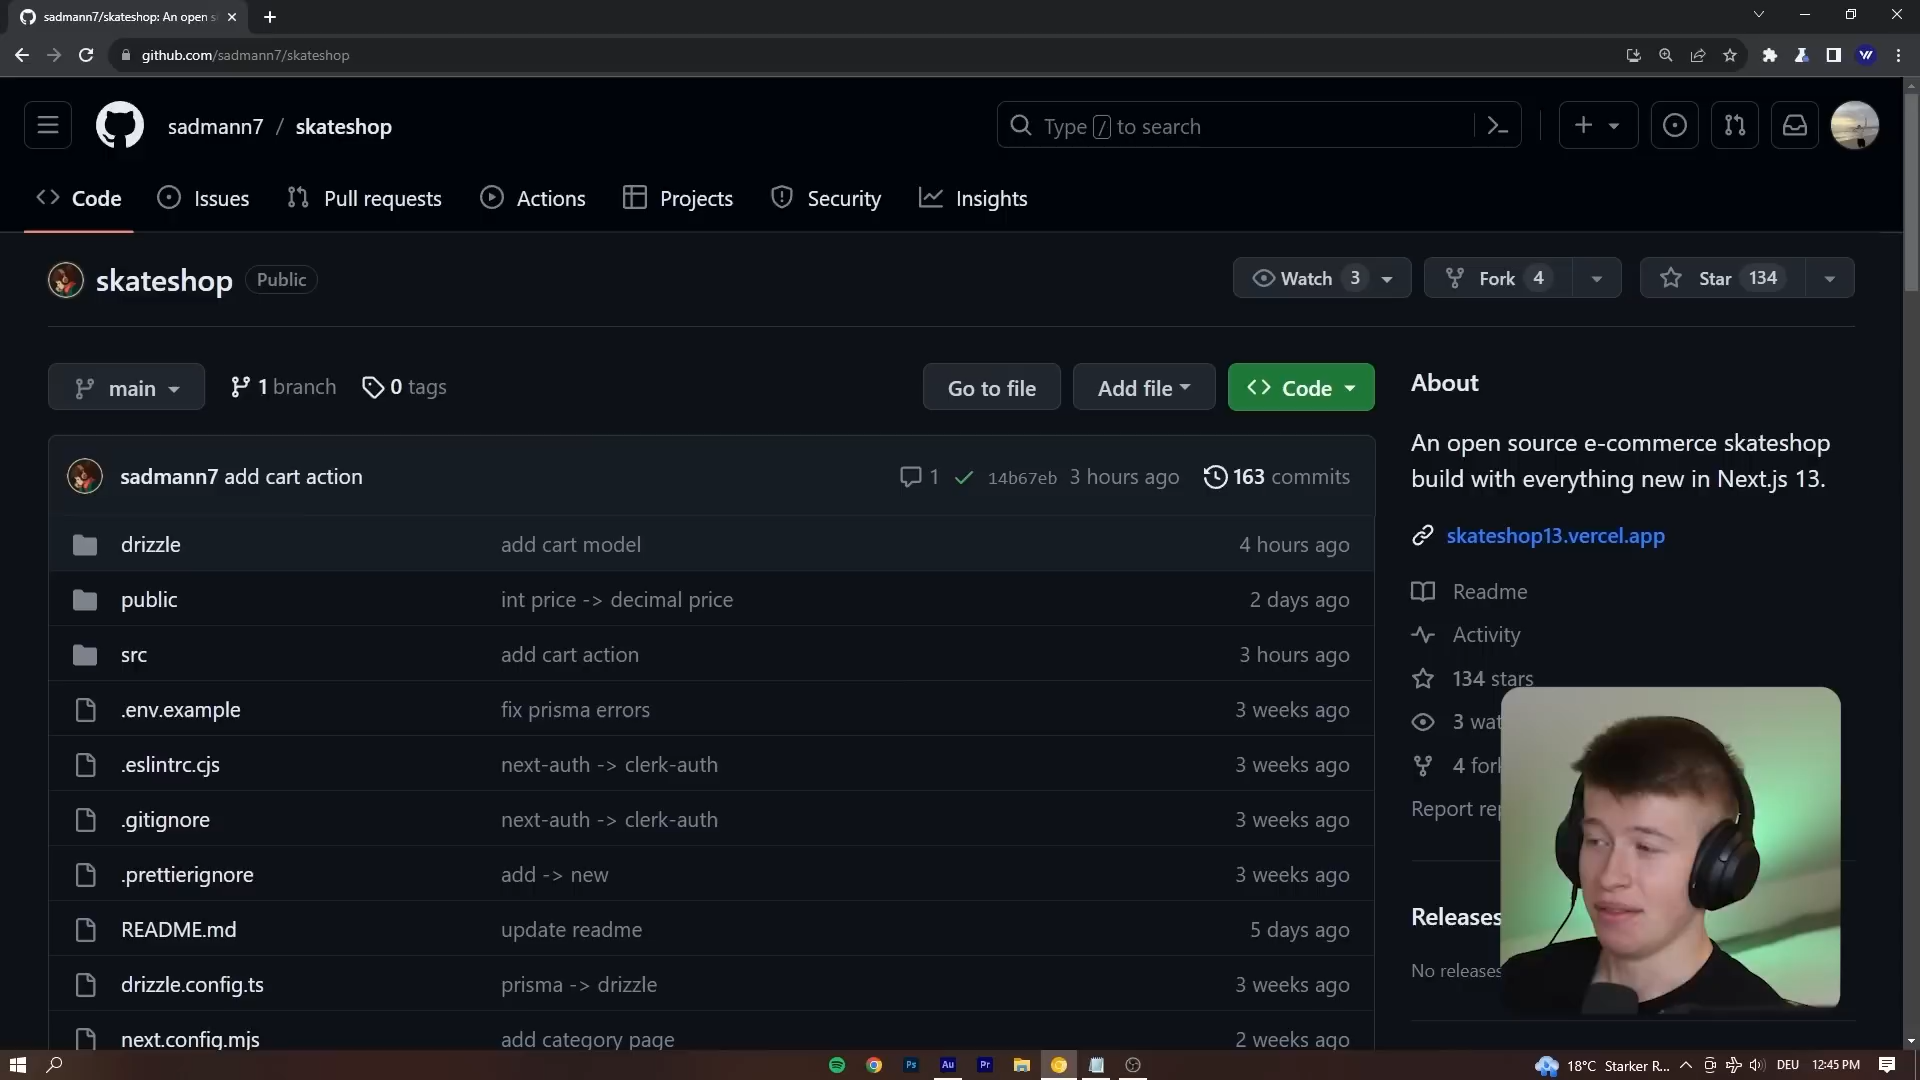 sadmann7/skateshop: An open s
github.com/sadmann7/skateshop
sadmann7 / skateshop
Type / to search
Code
Issues
Pull requests
Actions
Projects
Security
Insights
skateshop
Public
Watch 3
Fork 4
Star 134
main
1 branch
0 tags
Go to file
Add file
Code
About
An open source e-commerce skateshop
build with everything new in Next.js 13.
skateshop13.vercel.app
Readme
Activity
134 stars
3 wat
4 fork
Report rep
Releases
No releases
sadmann7 add cart action
1
14b67eb 3 hours ago
163 commits
drizzle add cart model 4 hours ago
public int price -> decimal price 2 days ago
src add cart action 3 hours ago
.env.example fix prisma errors 3 weeks ago
.eslintrc.cjs next-auth -> clerk-auth 3 weeks ago
.gitignore next-auth -> clerk-auth 3 weeks ago
.prettierignore add -> new 3 weeks ago
README.md update readme 5 days ago
drizzle.config.ts prisma -> drizzle 3 weeks ago
next.config.mjs add category page 2 weeks ago
Ps
Au
Pr
18°C Starker R...
DEU
12:45 PM